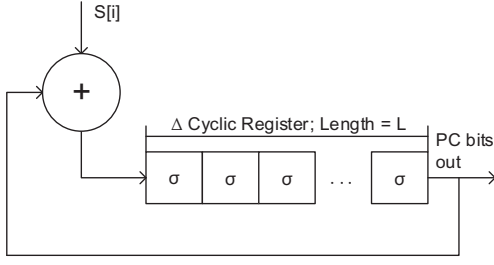 S[i]
+
Δ Cyclic Register; Length = L
PC bits
out
σ σ σ ... σ